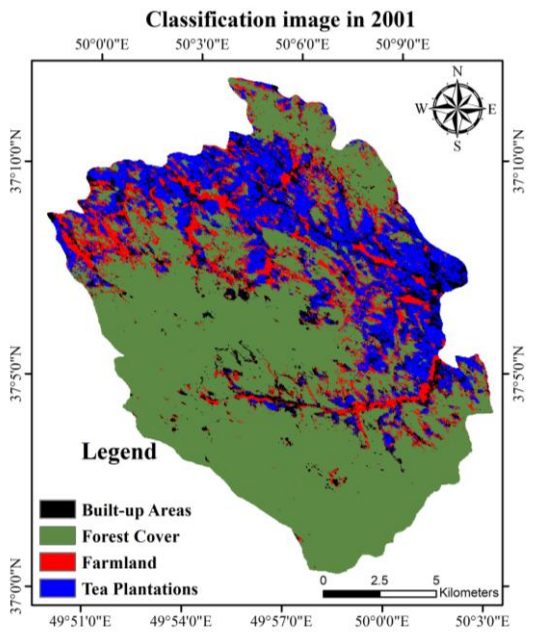 Classification image in 2001
50°0'0"E 50°3'0"E 50°6'0"E 50°9'0"E
N
W E
S
37°10'0"N 37°10'0"N
37°5'0"N 37°5'0"N
Legend
Built-up Areas
Forest Cover
Farmland
Tea Plantations
0 2.5 5
Kilometers
37°0'0"N 37°0'0"N
49°51'0"E 49°54'0"E 49°57'0"E 50°0'0"E 50°3'0"E